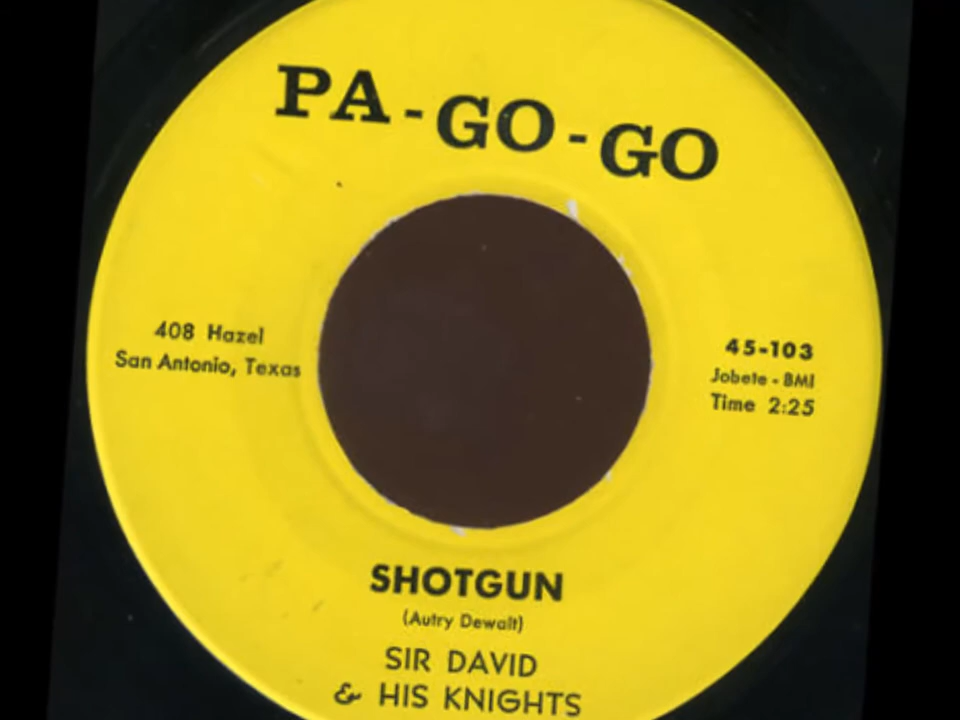 PA-GO-GO
408 Hazel
San Antonio, Texas
45-103
Jobete - BMI
Time 2:25
SHOTGUN
(Autry Dewalt)
SIR DAVID
& HIS KNIGHTS